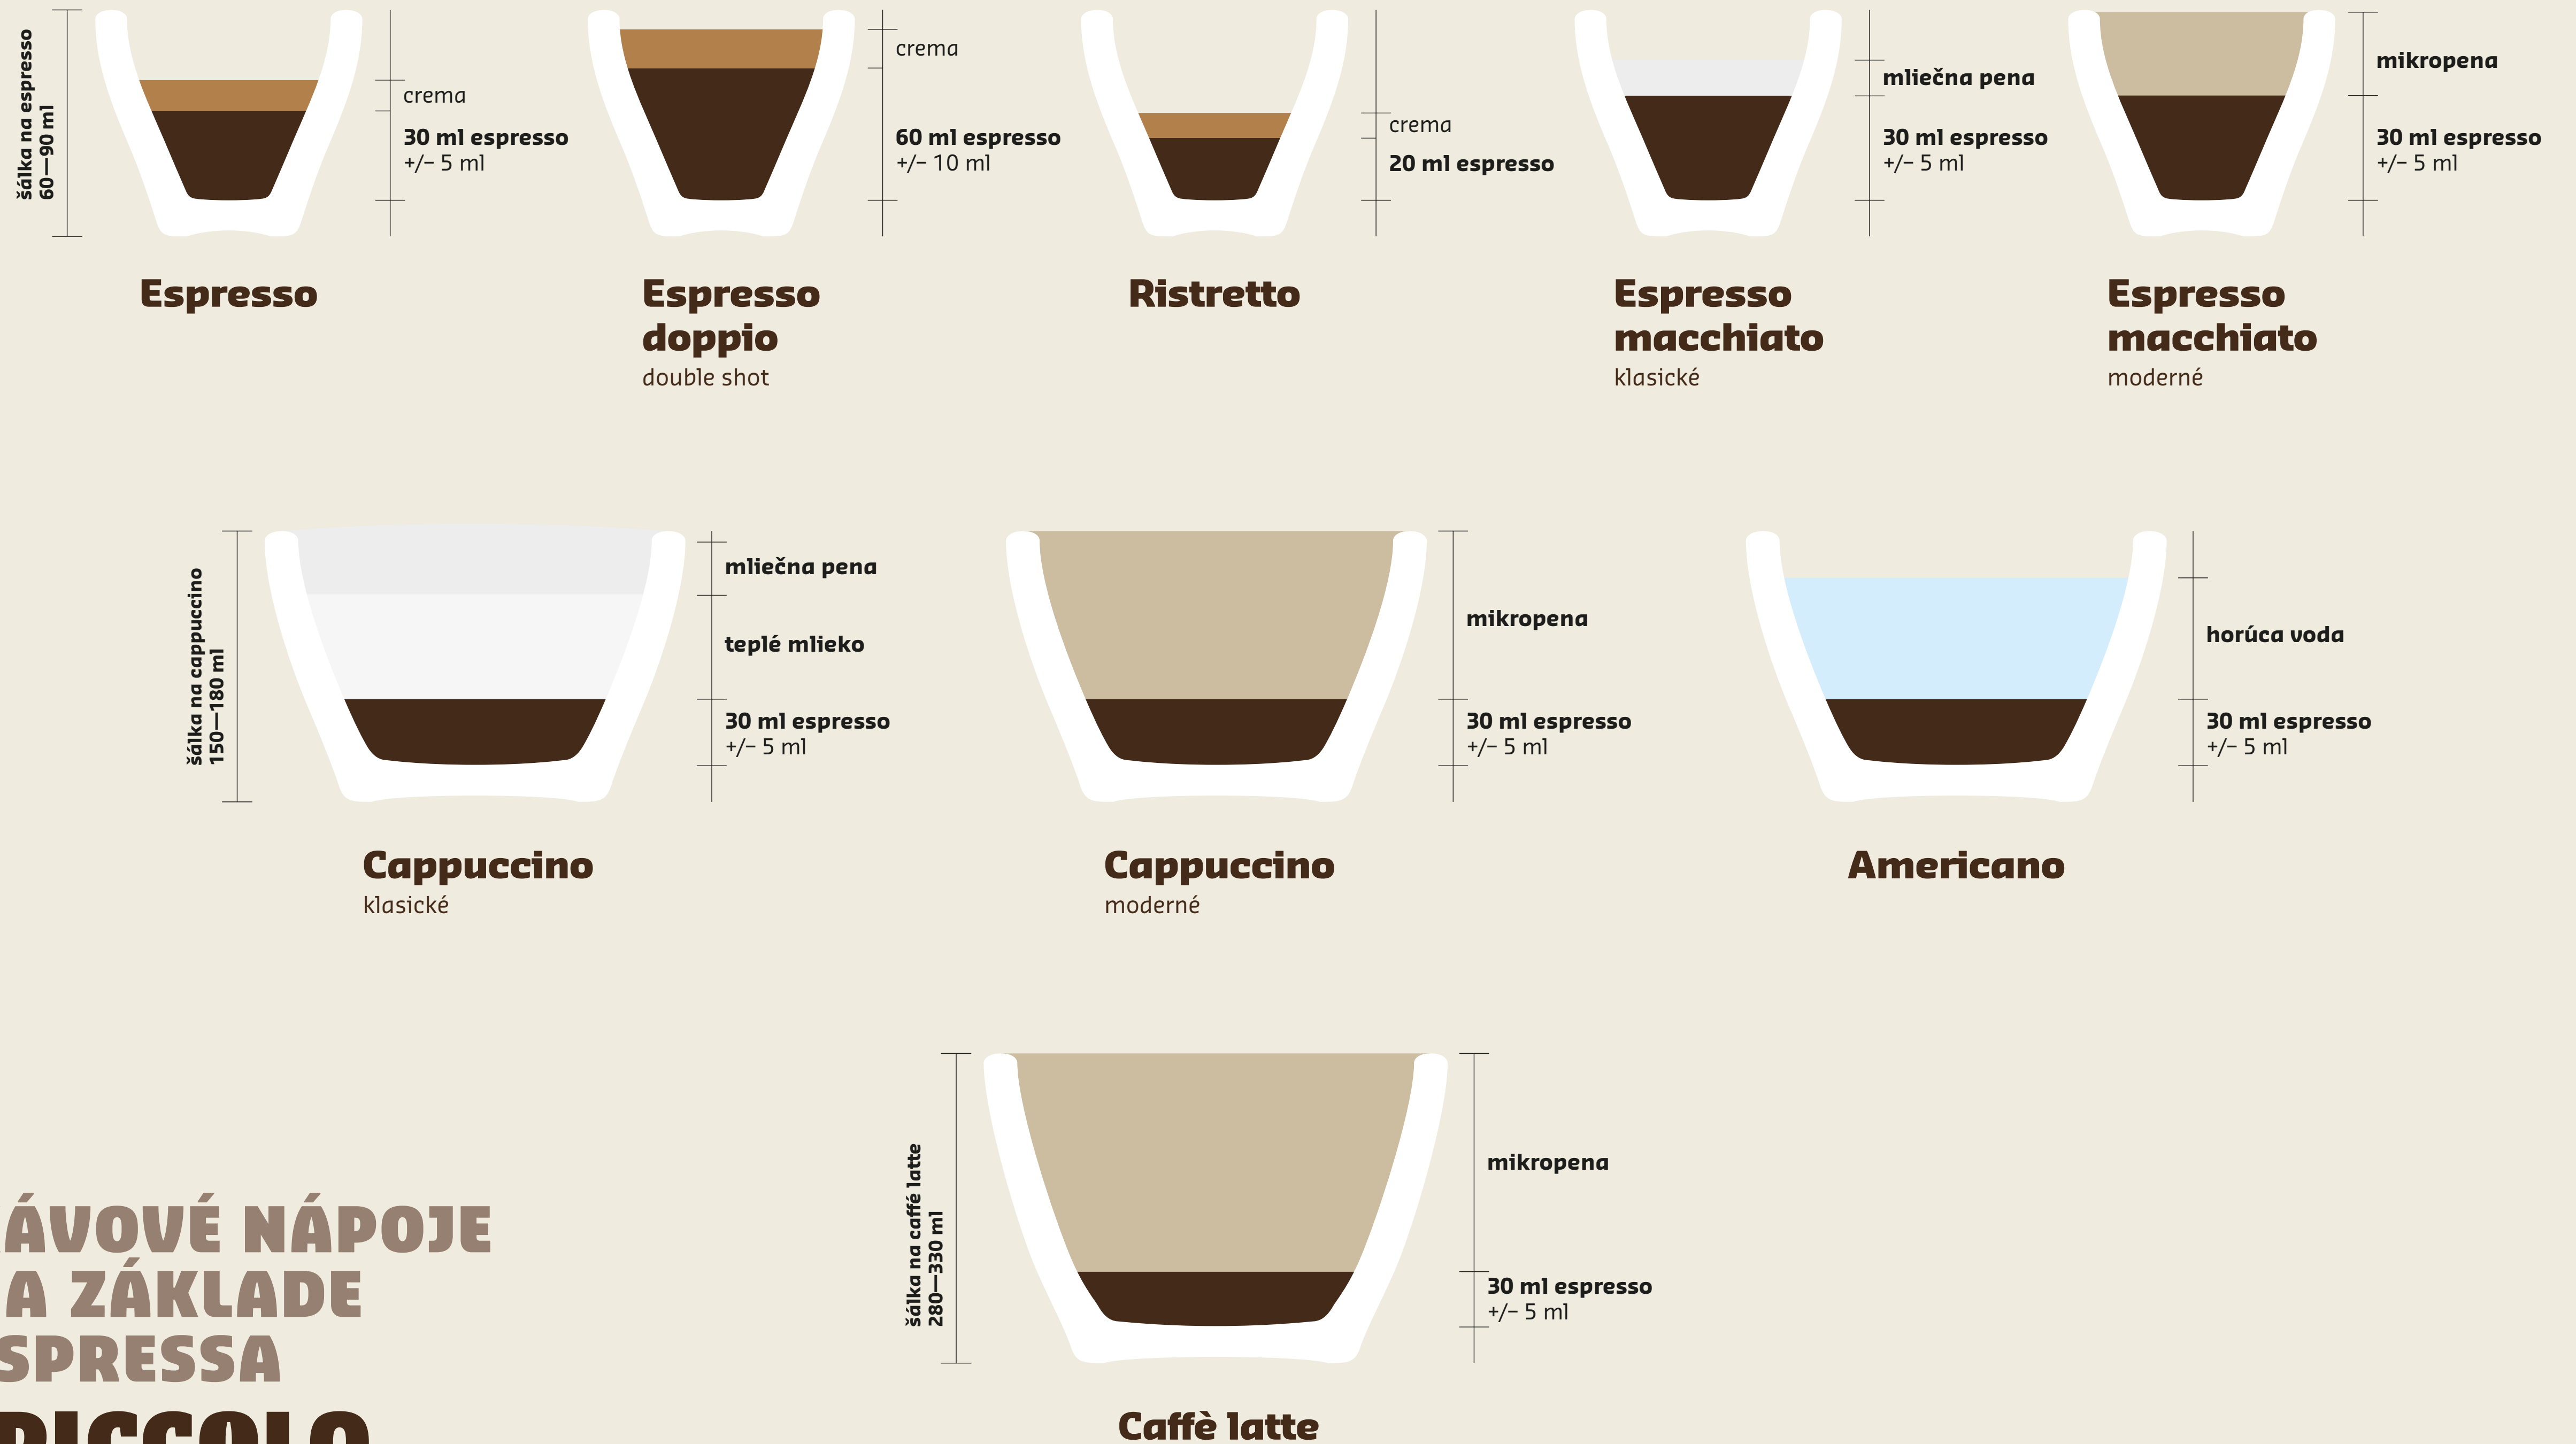 šálka na espresso
60—90 ml
crema
30 ml espresso
+/− 5 ml
Espresso
crema
60 ml espresso
+/− 10 ml
Espresso
doppio
double shot
crema
20 ml espresso
Ristretto
mliečna pena
30 ml espresso
+/− 5 ml
Espresso
macchiato
klasické
mikropena
30 ml espresso
+/− 5 ml
Espresso
macchiato
moderné
šálka na cappuccino
150—180 ml
mliečna pena
teplé mlieko
30 ml espresso
+/− 5 ml
Cappuccino
klasické
mikropena
30 ml espresso
+/− 5 ml
Cappuccino
moderné
horúca voda
30 ml espresso
+/− 5 ml
Americano
šálka na caffé latte
280—330 ml
mikropena
30 ml espresso
+/− 5 ml
Caffè latte
ÁVOVÉ NÁPOJE
A ZÁKLADE
SPRESSA